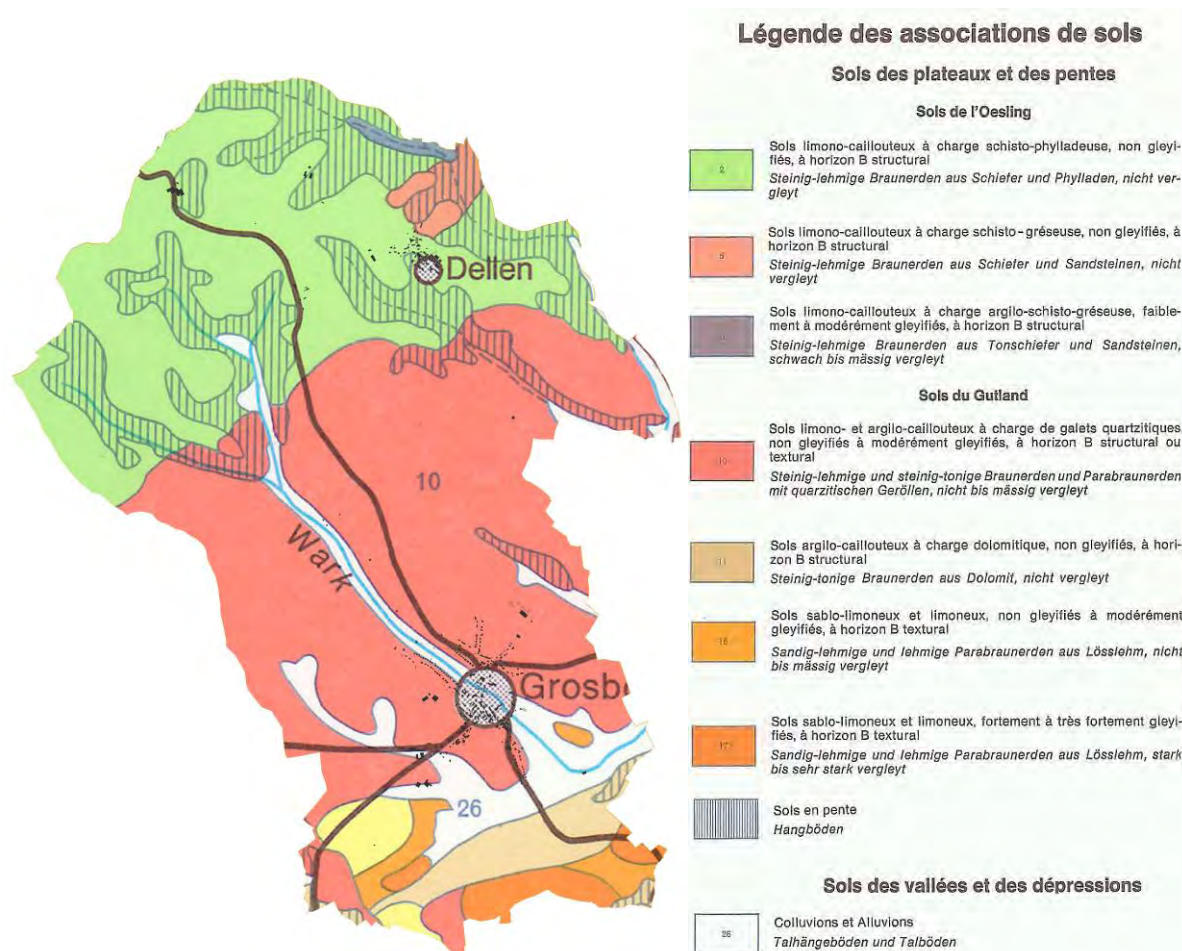 Dellen
10
Wark
Grosb
26
Légende des associations de sols
Sols des plateaux et des pentes
Sols de l'Oesling
2
Sols limono-caillouteux à charge schisto-phylladeuse, non gleyi-
fiés, à horizon B structural
Steinig-lehmige Braunerden aus Schiefer und Phylladen, nicht ver-
gleyt
Sols limono-caillouteux à charge schisto-gréseuse, non gleyifiés, à
horizon B structural
Steinig-lehmige Braunerden aus Schiefer und Sandsteinen, nicht
vergleyt
Sols limono-caillouteux à charge argilo-schisto-gréseuse, faible-
ment à modérément gleyifiés, à horizon B structural
Steinig-lehmige Braunerden aus Tonschiefer und Sandsteinen,
schwach bis mässig vergleyt
Sols du Gutland
10
Sols limono- et argilo-caillouteux à charge de galets quartzitiques
non gleyifiés à modérément gleyifiés, à horizon B structural ou
textural
Steinig-lehmige und steinig-tonige Braunerden und Parabraunerden
mit quarzitischen Geröllen, nicht bis mässig vergleyt
11
Sols argilo-caillouteux à charge dolomitique, non gleyifiés, à hori-
zon B structural
Steinig-tonige Braunerden aus Dolomit, nicht vergleyt
16
Sols sablo-limoneux et limoneux, non gleyifiés à modérément
gleyifiés, à horizon B textural
Sandig-lehmige und lehmige Parabraunerden aus Lösslehm, nicht
bis mässig vergleyt
17
Sols sablo-limoneux et limoneux, fortement à très fortement gleyi-
fiés, à horizon B textural
Sandig-lehmige und lehmige Parabraunerden aus Lösslehm, stark
bis sehr stark vergleyt
Sols en pente
Hangböden
Sols des vallées et des dépressions
26
Colluvions et Alluvions
Talhängeböden und Talböden